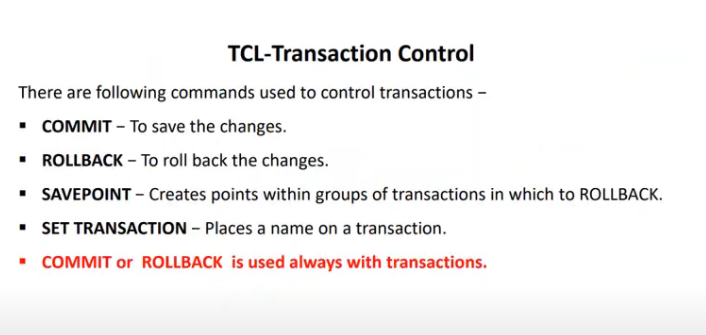 TCL-Transaction Control
There are following commands used to control transactions –
▪ COMMIT – To save the changes.
▪ ROLLBACK – To roll back the changes.
▪ SAVEPOINT – Creates points within groups of transactions in which to ROLLBACK.
▪ SET TRANSACTION – Places a name on a transaction.
▪ COMMIT or ROLLBACK is used always with transactions.